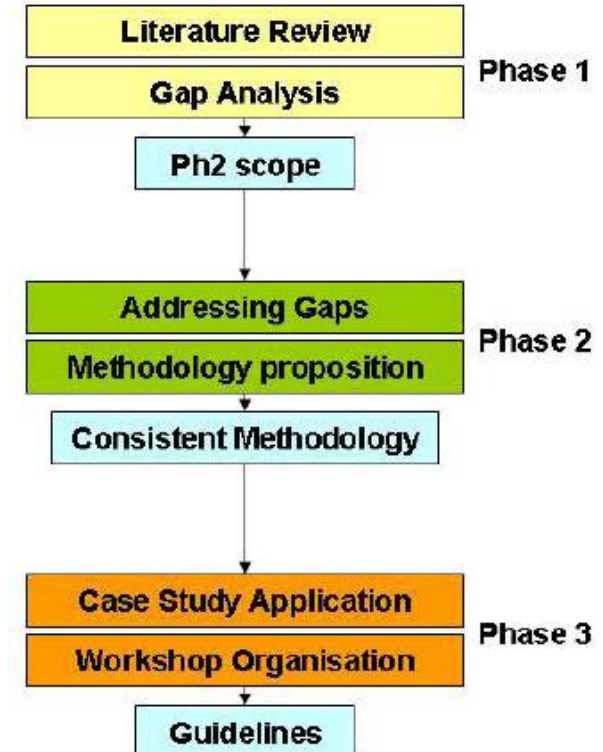 Literature Review
Phase 1
Gap Analysis
Ph2 scope
Addressing Gaps
Phase 2
Methodology proposition
Consistent Methodology
Case Study Application
Phase 3
Workshop Organisation
Guidelines